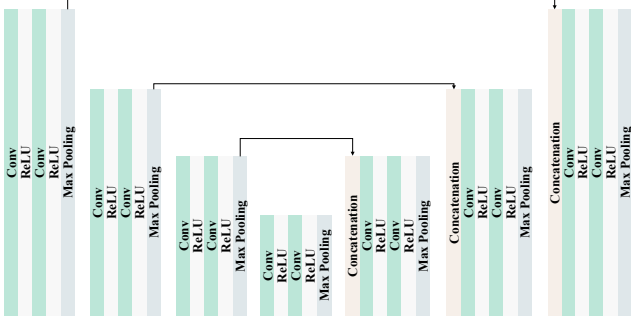 Conv
ReLU
Conv
ReLU
Max Pooling
Conv
ReLU
Conv
ReLU
Max Pooling
Conv
ReLU
Conv
ReLU
Max Pooling
Conv
ReLU
Conv
ReLU
Max Pooling
Concatenation
Conv
ReLU
Conv
ReLU
Max Pooling
Concatenation
Conv
ReLU
Conv
ReLU
Max Pooling
Concatenation
Conv
ReLU
Conv
ReLU
Max Pooling